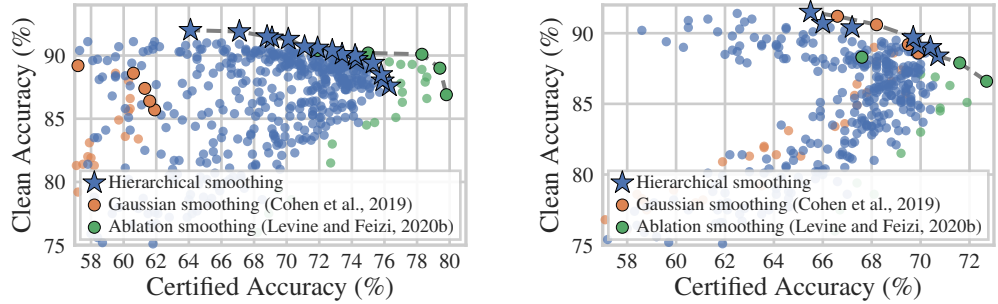 90
85
80
75
Clean Accuracy (%)
Hierarchical smoothing
Gaussian smoothing (Cohen et al., 2019)
Ablation smoothing (Levine and Feizi, 2020b)
58 60 62 64 66 68 70 72 74 76 78 80
Certified Accuracy (%)
90
85
80
75
Clean Accuracy (%)
Hierarchical smoothing
Gaussian smoothing (Cohen et al., 2019)
Ablation smoothing (Levine and Feizi, 2020b)
58 60 62 64 66 68 70 72
Certified Accuracy (%)